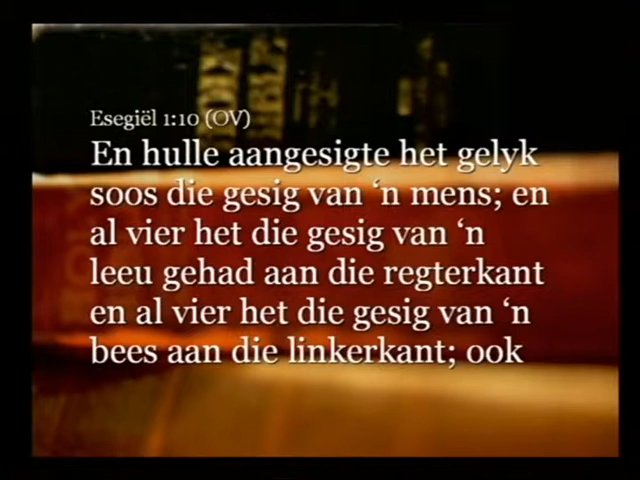 Esegiël 1:10 (OV)
En hulle aangesigte het gelyk
soos die gesig van ‘n mens; en
al vier het die gesig van ‘n
leeu gehad aan die regterkant
en al vier het die gesig van ‘n
bees aan die linkerkant; ook